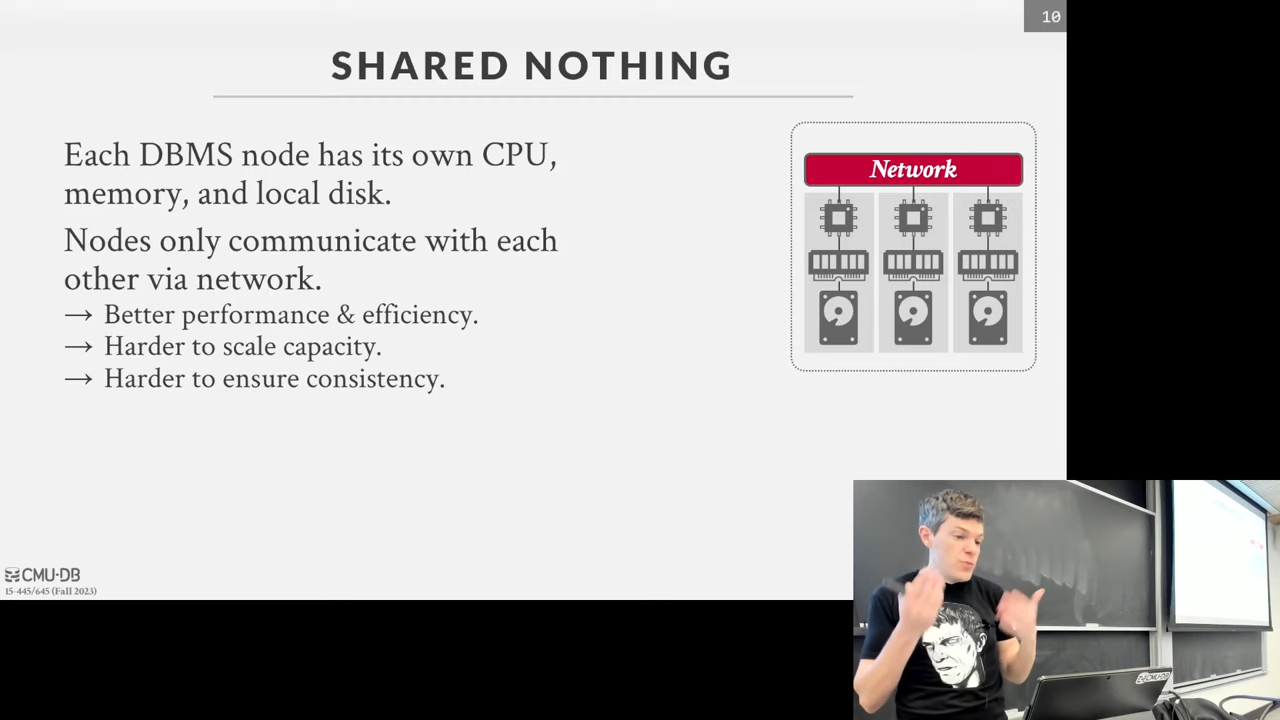 10
SHARED NOTHING
Each DBMS node has its own CPU,
memory, and local disk.
Nodes only communicate with each
other via network.
→ Better performance & efficiency.
→ Harder to scale capacity.
→ Harder to ensure consistency.
Network
CMU·DB
15-445/645 (Fall 2023)
CMU·DB